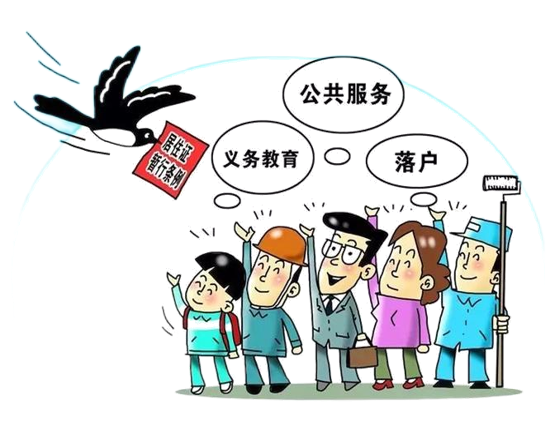 居住证
暂行条例
公共服务
义务教育
落户